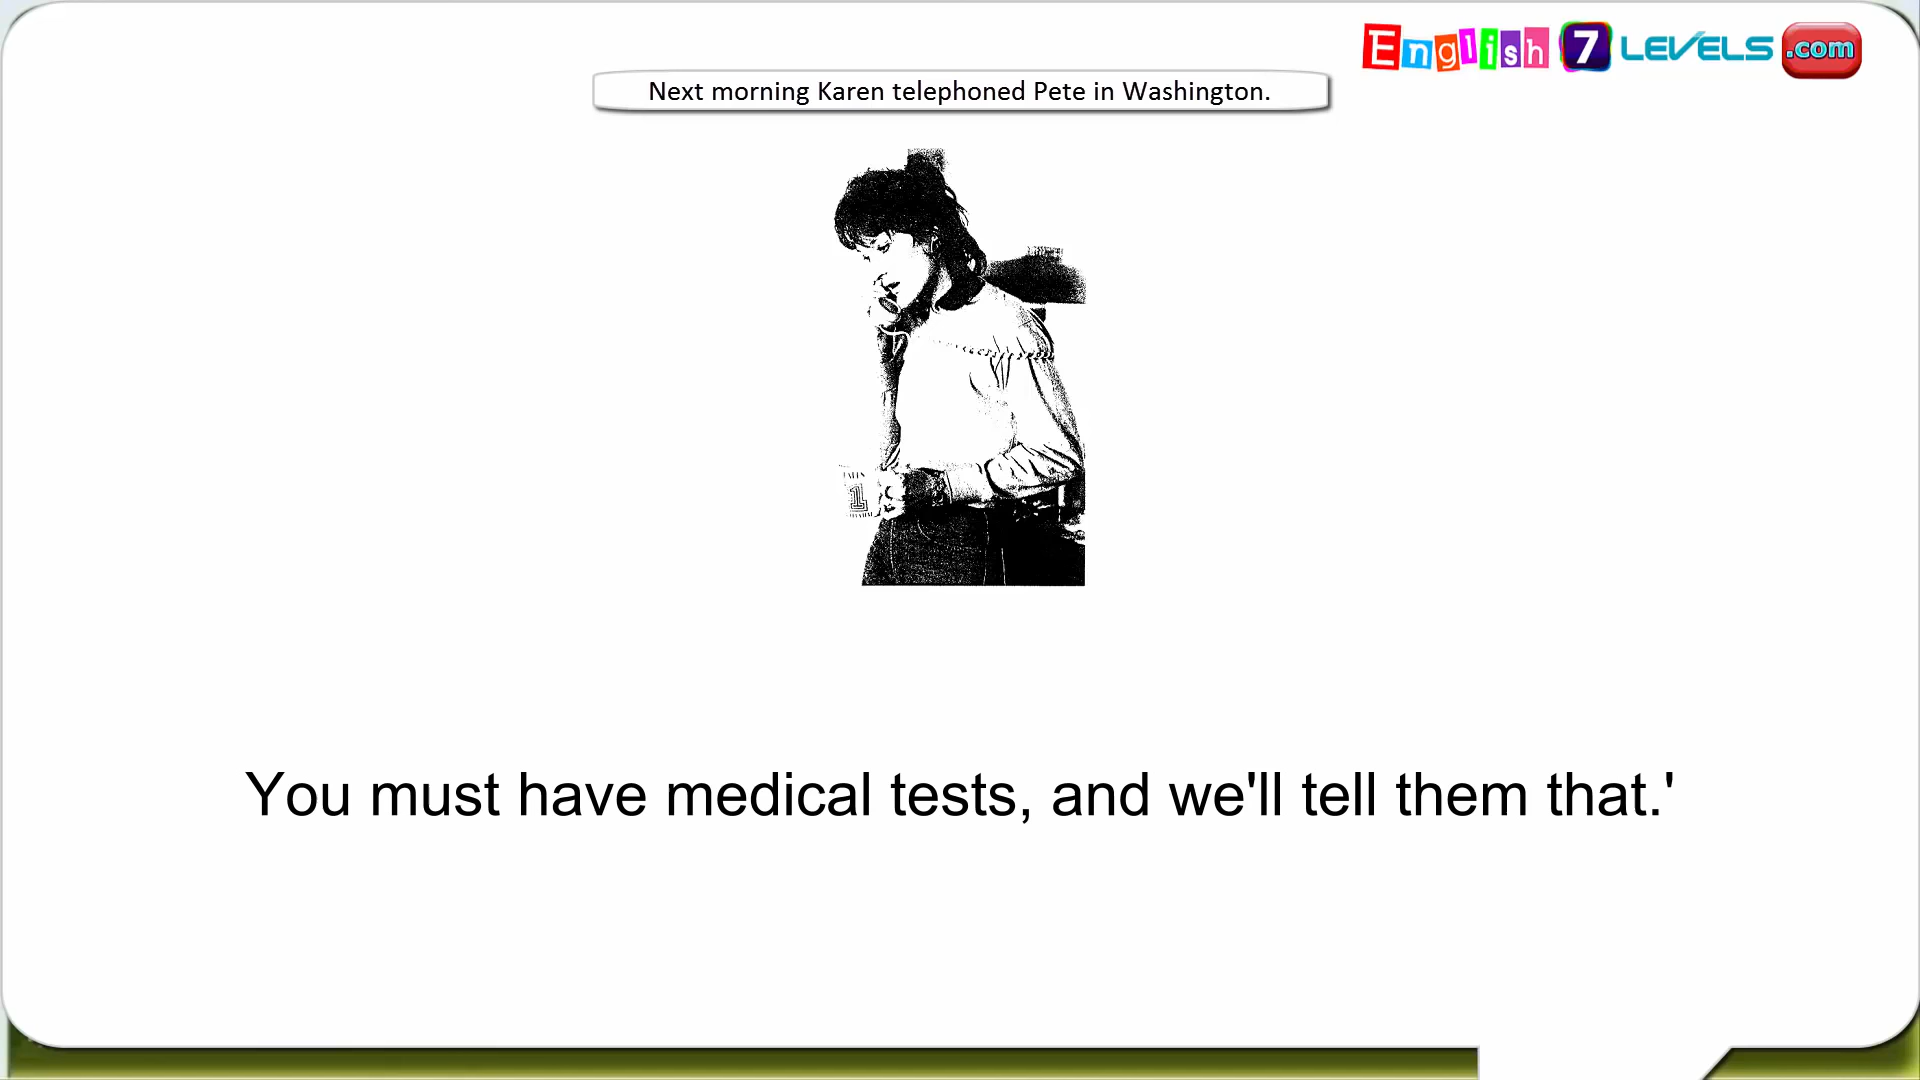 English 7 LEVELS .com
Next morning Karen telephoned Pete in Washington.
1
You must have medical tests, and we'll tell them that.'